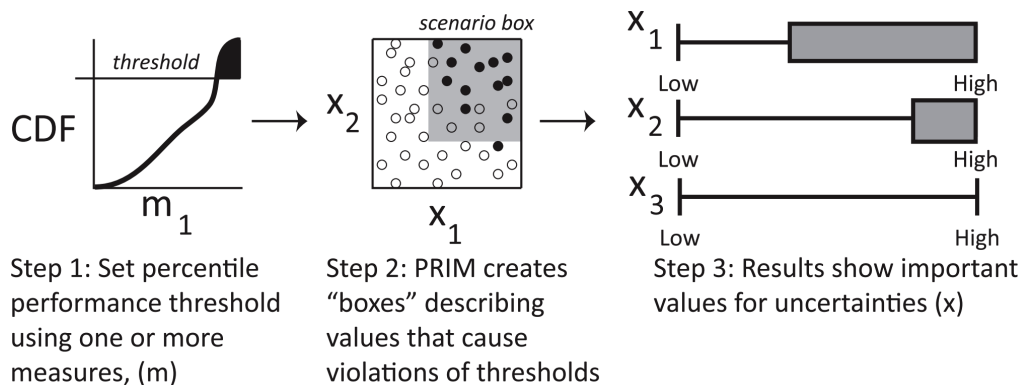 threshold
CDF
m1
Step 1: Set percentile
performance threshold
using one or more
measures, (m)
scenario box
x2
x1
Step 2: PRIM creates
“boxes” describing
values that cause
violations of thresholds
x1
Low High
x2
Low High
x3
Low High
Step 3: Results show important
values for uncertainties (x)